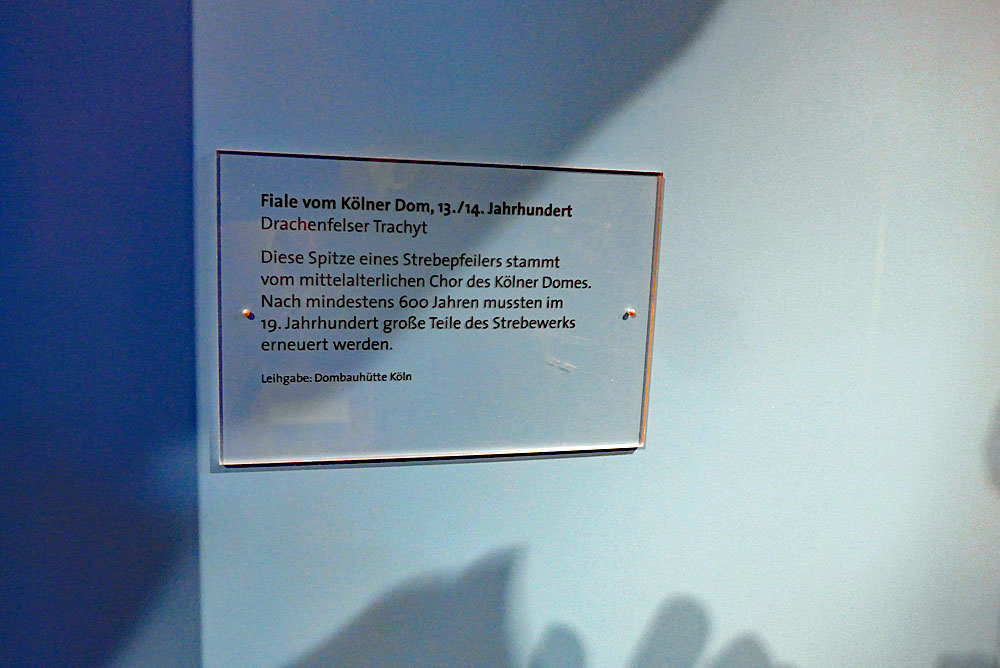 Fiale vom Kölner Dom, 13./14. Jahrhundert
Drachenfelser Trachyt
Diese Spitze eines Strebepfeilers stammt
vom mittelalterlichen Chor des Kölner Domes.
Nach mindestens 600 Jahren mussten im
19. Jahrhundert große Teile des Strebewerks
erneuert werden.
Leihgabe: Dombauhütte Köln